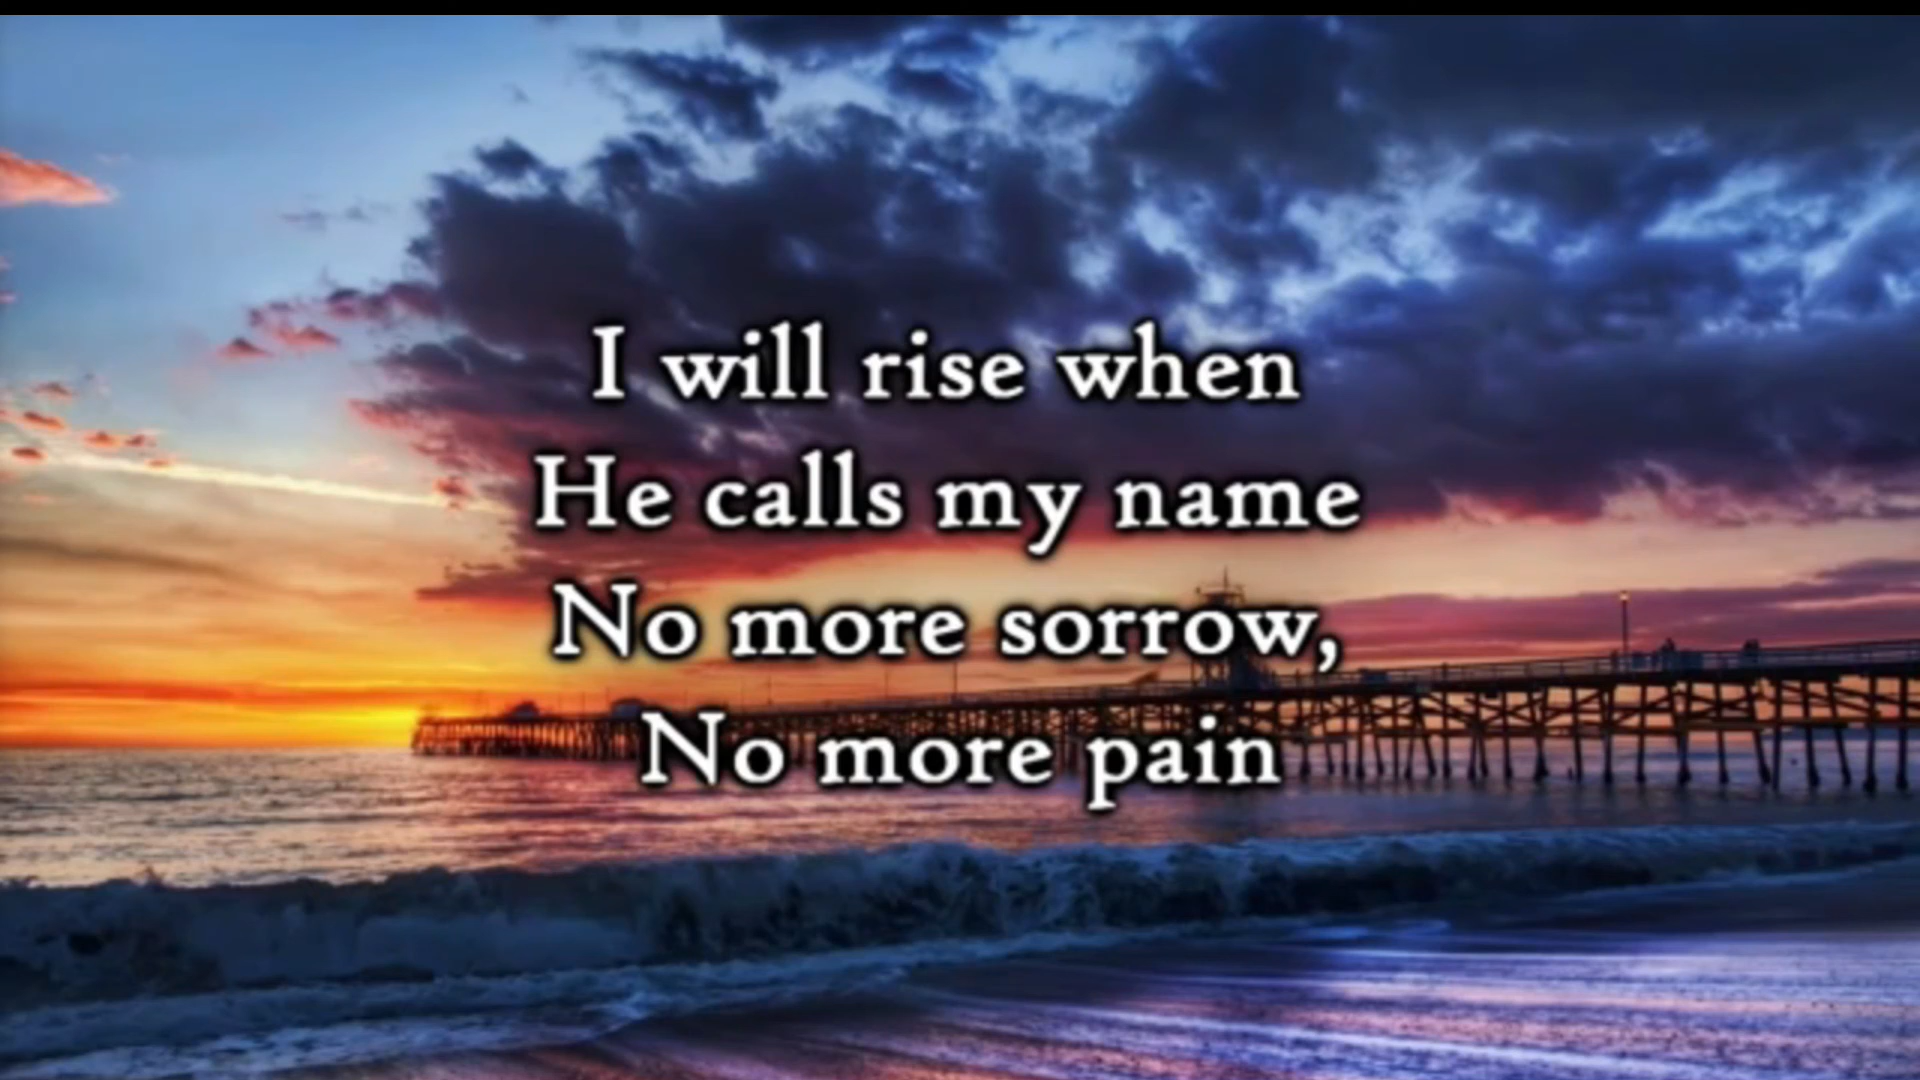 I will rise when
He calls my name
No more sorrow,
No more pain